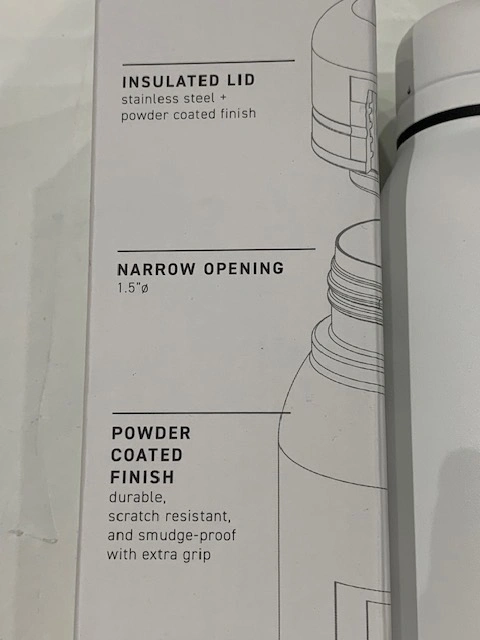 INSULATED LID
stainless steel +
powder coated finish
NARROW OPENING
1.5"ø
POWDER
COATED
FINISH
durable,
scratch resistant,
and smudge-proof
with extra grip